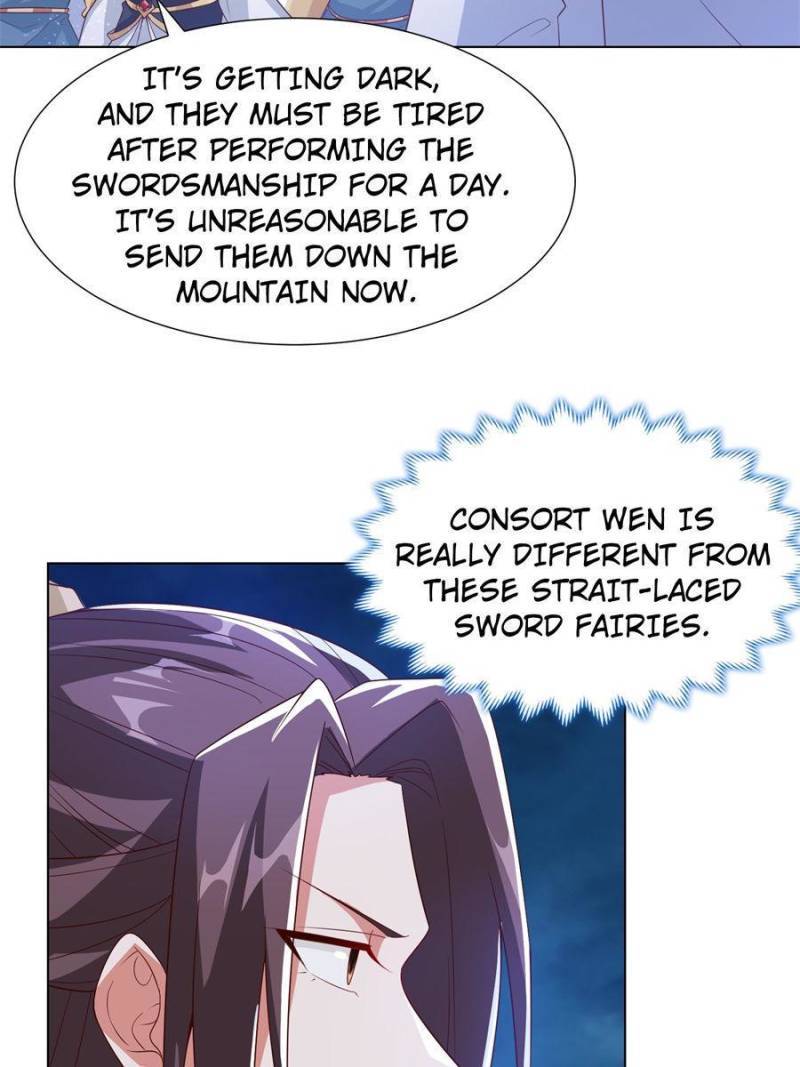 IT'S GETTING DARK,
AND THEY MUST BE TIRED
AFTER PERFORMING THE
SWORDSMANSHIP FOR A DAY.
IT'S UNREASONABLE TO
SEND THEM DOWN THE
MOUNTAIN NOW.
CONSORT WEN IS
REALLY DIFFERENT FROM
THESE STRAIT-LACED
SWORD FAIRIES.